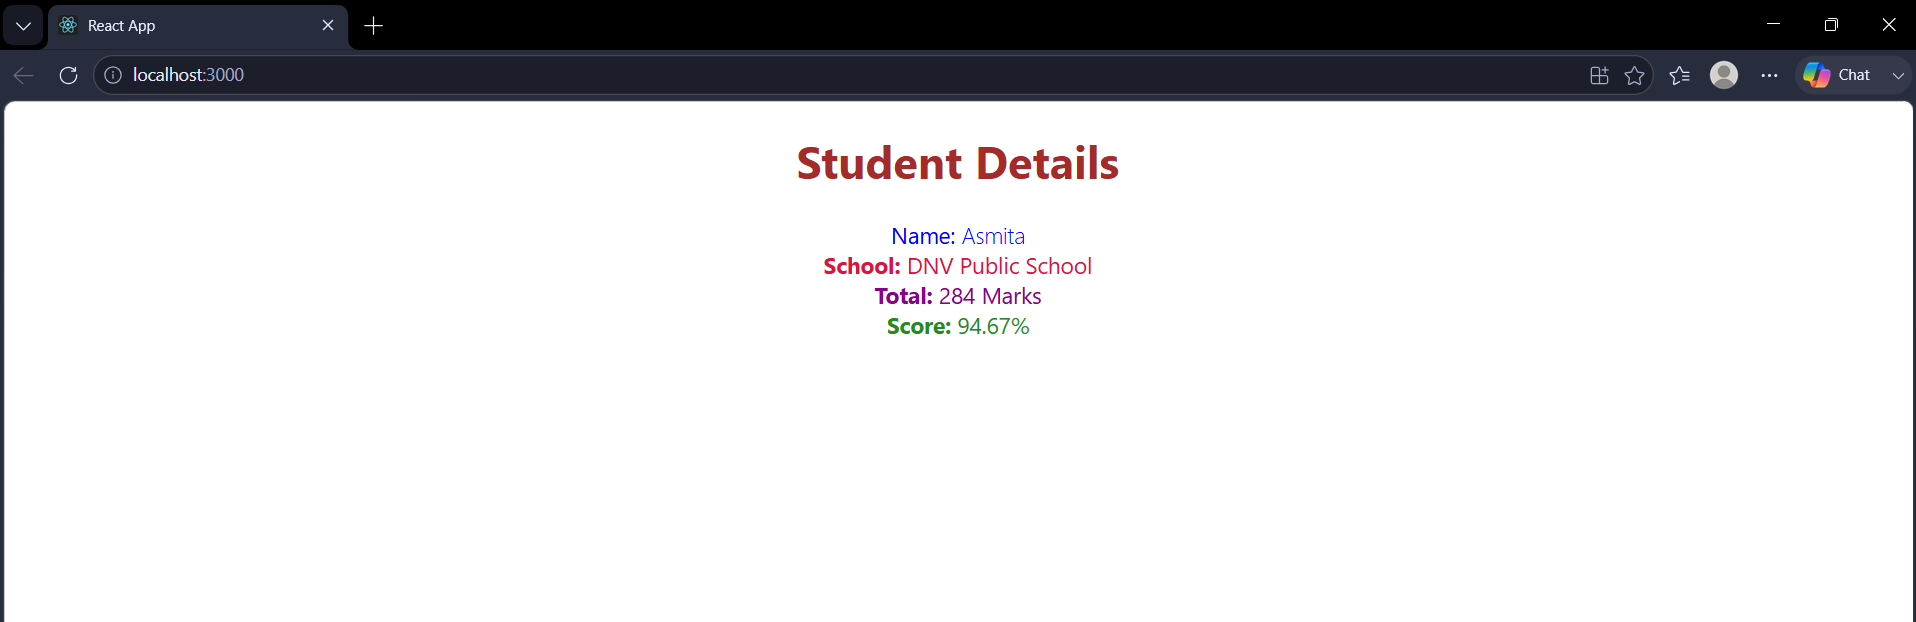 React App
localhost:3000
Chat
Student Details
Name: Asmita
School: DNV Public School
Total: 284 Marks
Score: 94.67%